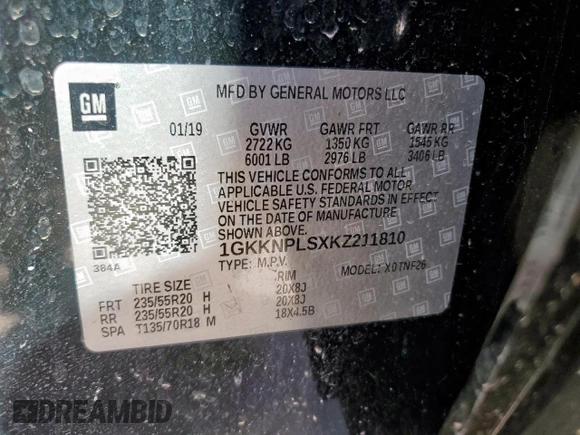 GM
MFD BY GENERAL MOTORS LLC
01/19 GVWR GAWR FRT GAWR RR
2722 KG 1350 KG 1545 KG
6001 LB 2976 LB 3406 LB
THIS VEHICLE CONFORMS TO ALL
APPLICABLE U.S. FEDERAL MOTOR
VEHICLE SAFETY STANDARDS IN EFFECT
ON THE DATE OF MANUFACTURE
SHOWN ABOVE.
1GKKNPLSXKZ211810
384A TYPE: M.P.V. MODEL: X0TNF26
TIRE SIZE RIM
FRT 235/55R20 H 20X8J
RR 235/55R20 H 20X8J
SPA T135/70R18 M 18X4.5B
DREAMBID